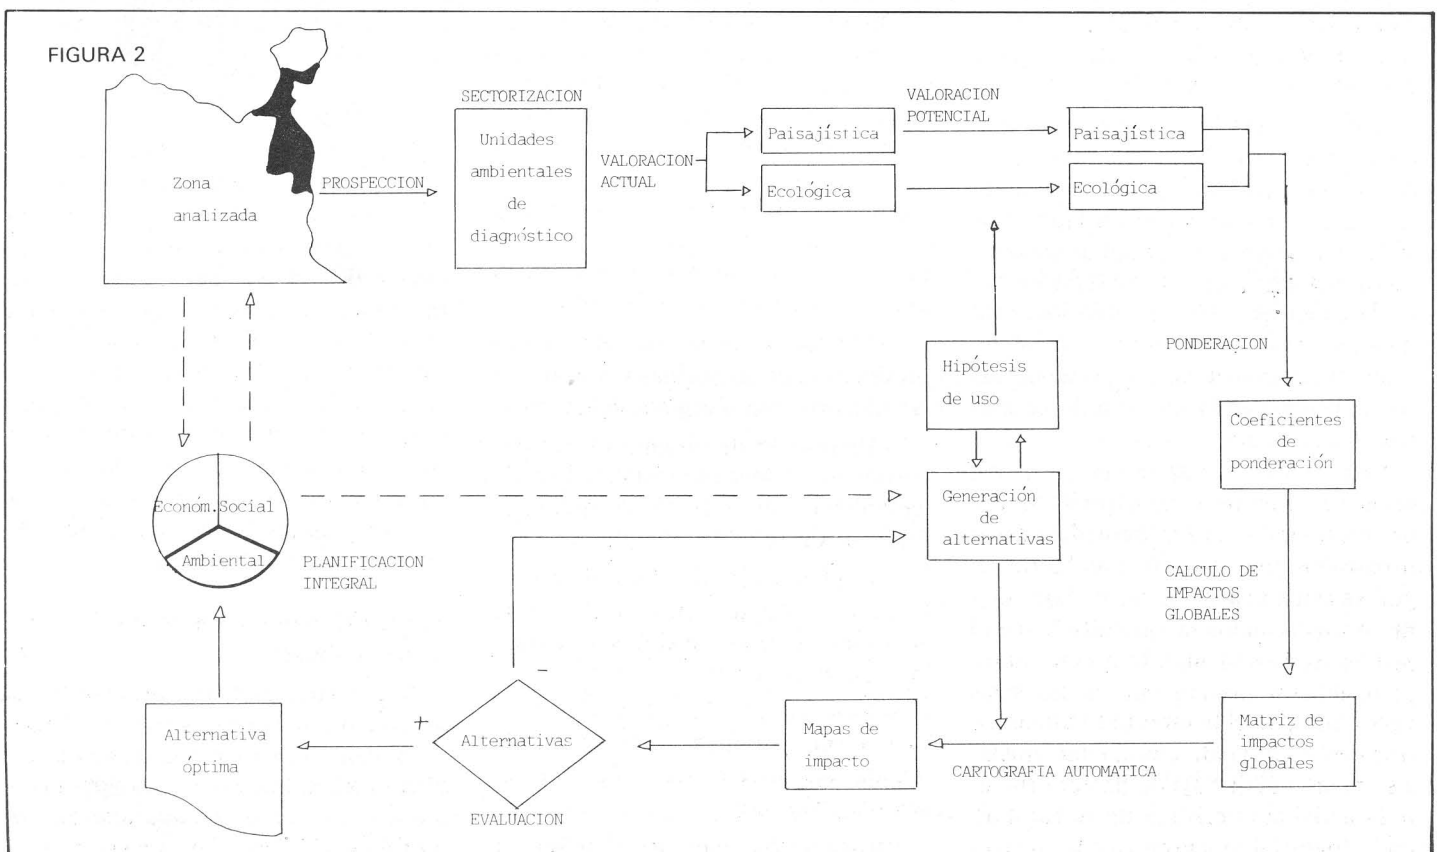 FIGURA 2
Zona
analizada
PROSPECCION
SECTORIZACION
Unidades
ambientales
de
diagnóstico
VALORACION
ACTUAL
Paisajística
Ecológica
VALORACION
POTENCIAL
Paisajística
Ecológica
PONDERACION
Hipótesis
de uso
Coeficientes
de
ponderación
Generación
de
alternativas
Económ.
Social
Ambiental
PLANIFICACION
INTEGRAL
CALCULO DE
IMPACTOS
GLOBALES
Matriz de
impactos
globales
CARTOGRAFIA AUTOMATICA
Mapas de
impacto
-
+
Alternativas
EVALUACION
Alternativa
óptima